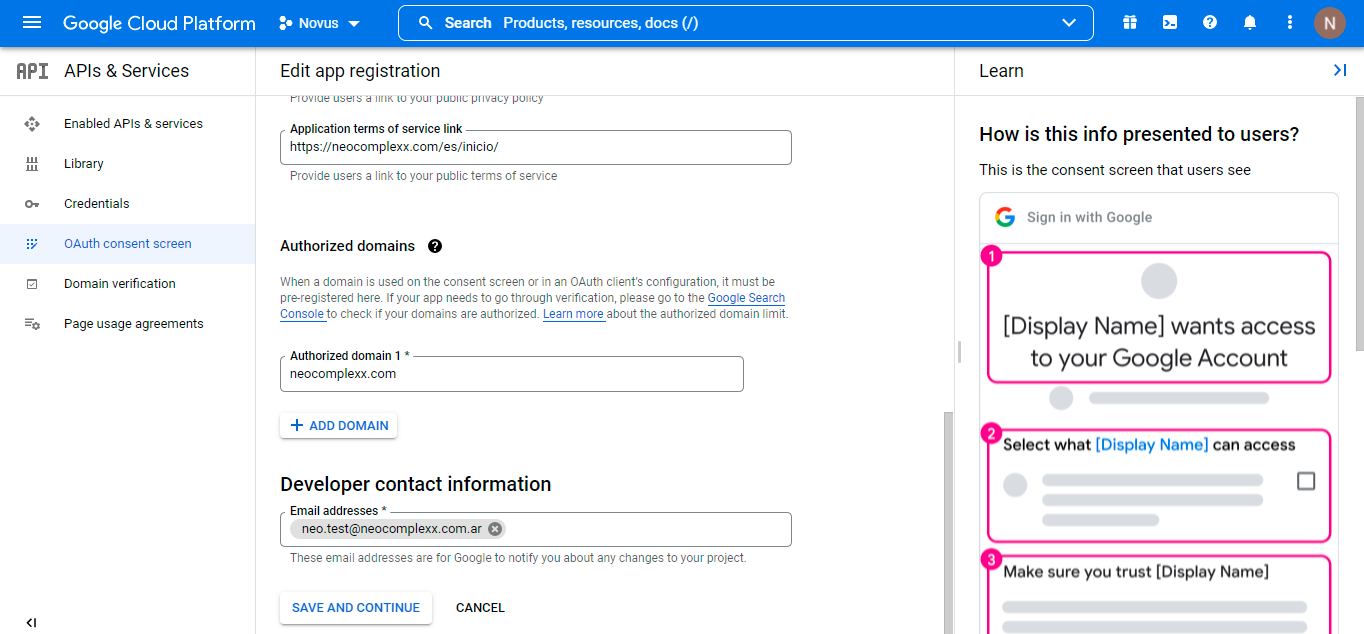 Google Cloud Platform
Novus
Search Products, resources, docs (/)
N
API APIs & Services
Enabled APIs & services
Library
Credentials
OAuth consent screen
Domain verification
Page usage agreements
Edit app registration
Provide users a link to your public privacy policy
Application terms of service link
https://neocomplexx.com/es/inicio/
Provide users a link to your public terms of service
Authorized domains
When a domain is used on the consent screen or in an OAuth client's configuration, it must be
pre-registered here. If your app needs to go through verification, please go to the Google Search
Console to check if your domains are authorized. Learn more about the authorized domain limit.
Authorized domain 1 *
neocomplexx.com
+ ADD DOMAIN
Developer contact information
Email addresses *
neo.test@neocomplexx.com.ar
These email addresses are for Google to notify you about any changes to your project.
SAVE AND CONTINUE CANCEL
Learn
How is this info presented to users?
This is the consent screen that users see
Sign in with Google
1
[Display Name] wants access
to your Google Account
2
Select what [Display Name] can access
3
Make sure you trust [Display Name]